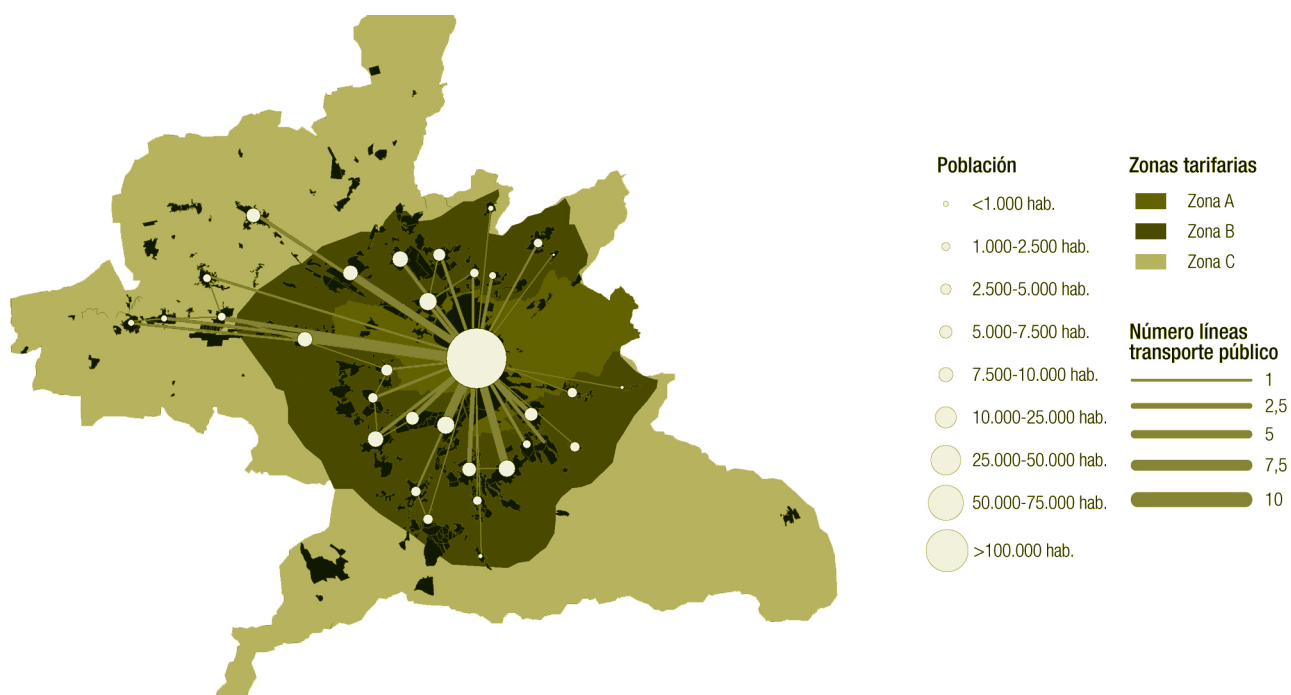 Población
<1.000 hab.
1.000-2.500 hab.
2.500-5.000 hab.
5.000-7.500 hab.
7.500-10.000 hab.
10.000-25.000 hab.
25.000-50.000 hab.
50.000-75.000 hab.
>100.000 hab.
Zonas tarifarias
Zona A
Zona B
Zona C
Número líneas
transporte público
1
2,5
5
7,5
10